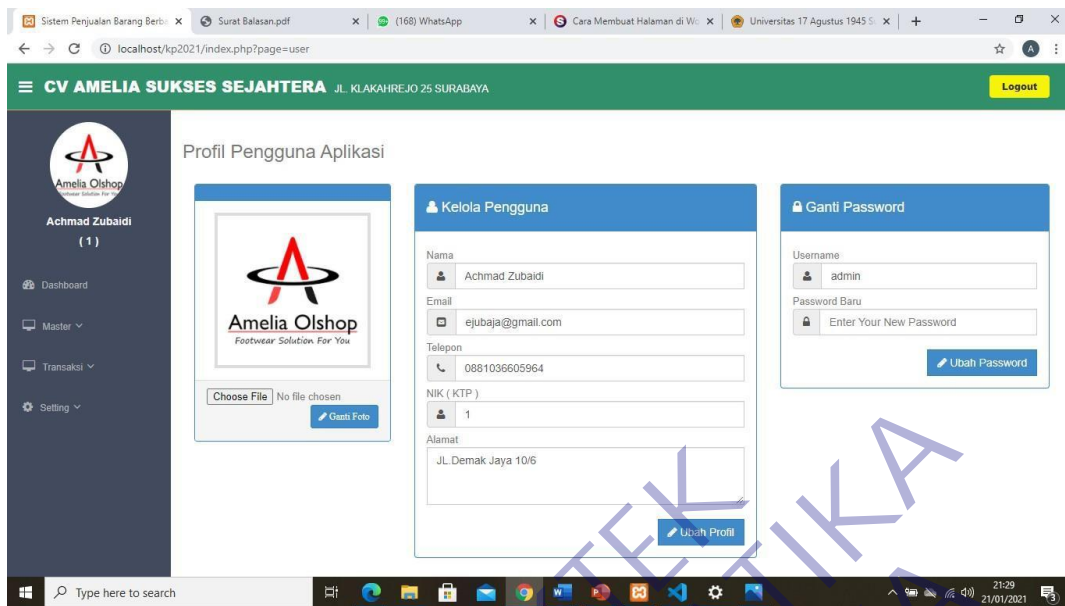 Sistem Penjualan Barang Berba
Surat Balasan.pdf
(168) WhatsApp
Cara Membuat Halaman di Wo
Universitas 17 Agustus 1945 S
localhost/kp2021/index.php?page=user
A
CV AMELIA SUKSES SEJAHTERA JL. KLAKAHREJO 25 SURABAYA
Logout
Amelia Olshop
Achmad Zubaidi
( 1 )
Dashboard
Master
Transaksi
Setting
Profil Pengguna Aplikasi
Amelia Olshop
Footwear Solution For You
Choose File No file chosen
Ganti Foto
Kelola Pengguna
Nama
Achmad Zubaidi
Email
ejubaja@gmail.com
Telepon
0881036605964
NIK ( KTP )
1
Alamat
JL.Demak Jaya 10/6
Ubah Profil
Ganti Password
Username
admin
Password Baru
Enter Your New Password
Ubah Password
TEK
TIKA
Type here to search
21:29
21/01/2021
3